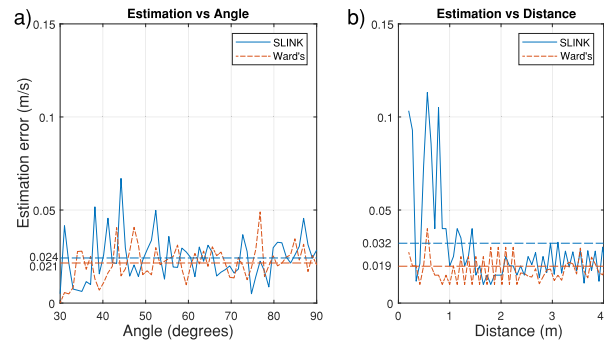 a)
Estimation vs Angle
SLINK
Ward's
Estimation error (m/s)
0.15
0.1
0.05
0.024
0.021
0
30 40 50 60 70 80 90
Angle (degrees)
b)
Estimation vs Distance
SLINK
Ward's
0.15
0.1
0.05
0.032
0.019
0
0 1 2 3 4
Distance (m)